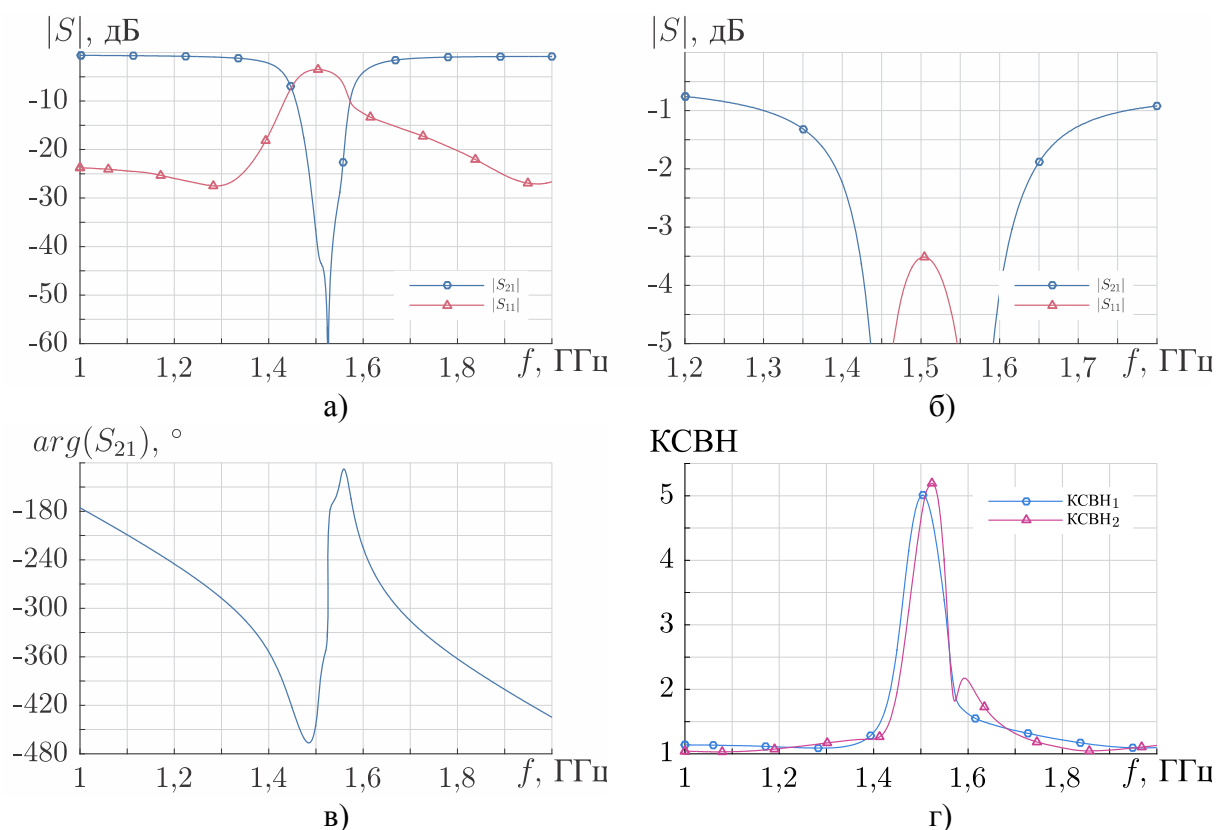 |S|, дБ
-10
-20
-30
-40
-50
-60
1
1,2
1,4
1,6
1,8
f, ГГц
|S₂₁|
|S₁₁|
а)
|S|, дБ
-1
-2
-3
-4
-5
1,2
1,3
1,4
1,5
1,6
1,7
f, ГГц
|S₂₁|
|S₁₁|
б)
arg(S₂₁), °
-180
-240
-300
-360
-420
-480
1
1,2
1,4
1,6
1,8
f, ГГц
в)
КСВН
5
4
3
2
1
1
1,2
1,4
1,6
1,8
f, ГГц
КСВН₁
КСВН₂
г)